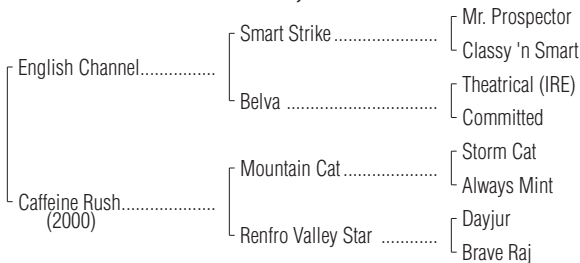 Mr. Prospector
Smart Strike ......................
Classy 'n Smart
English Channel................
Theatrical (IRE)
Belva ................................
Committed
Storm Cat
Mountain Cat ....................
Always Mint
Caffeine Rush....................
(2000)
Dayjur
Renfro Valley Star ............
Brave Raj